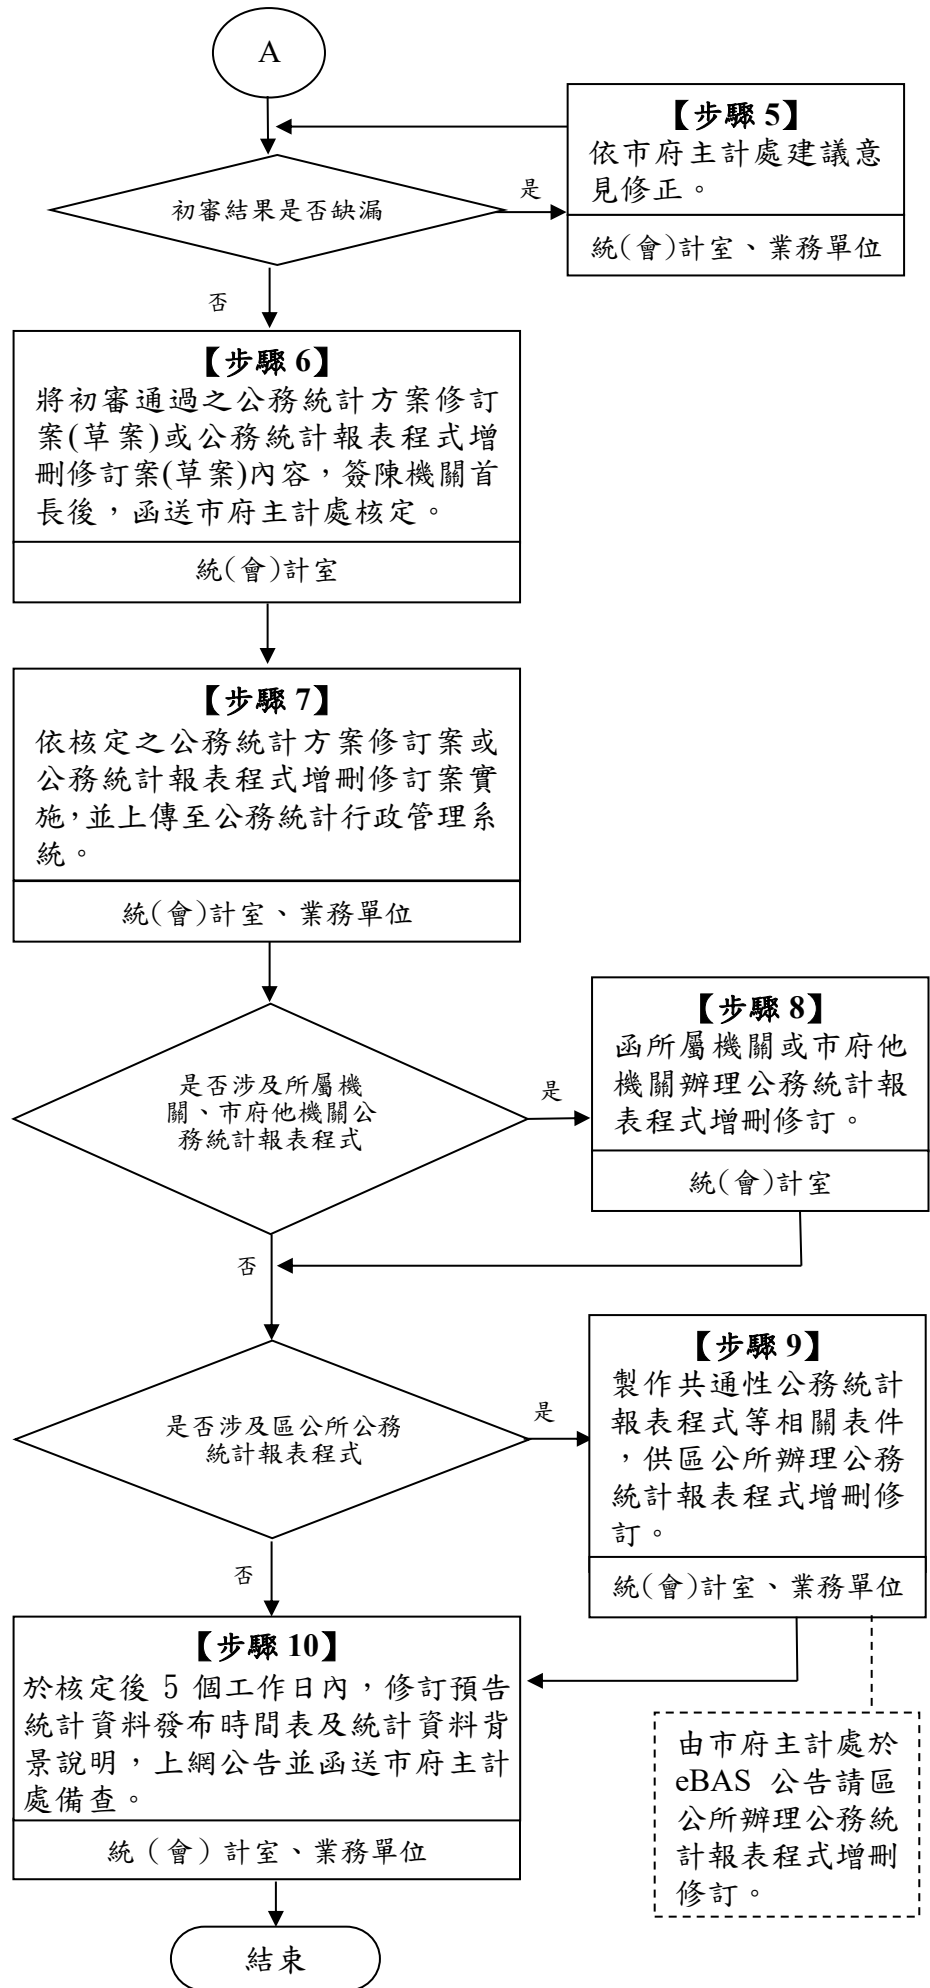 A
【步驟 5】
依市府主計處建議意
見修正。
統(會)計室、業務單位
初審結果是否缺漏
是
否
【步驟 6】
將初審通過之公務統計方案修訂
案(草案)或公務統計報表程式增
刪修訂案(草案)內容，簽陳機關首
長後，函送市府主計處核定。
統(會)計室
【步驟 7】
依核定之公務統計方案修訂案或
公務統計報表程式增刪修訂案實
施，並上傳至公務統計行政管理系
統。
統(會)計室、業務單位
是否涉及所屬機
關、市府他機關公
務統計報表程式
是
【步驟 8】
函所屬機關或市府他
機關辦理公務統計報
表程式增刪修訂。
統(會)計室
否
是否涉及區公所公務
統計報表程式
是
【步驟 9】
製作共通性公務統計
報表程式等相關表件
，供區公所辦理公務
統計報表程式增刪修
訂。
統(會)計室、業務單位
否
【步驟 10】
於核定後 5 個工作日內，修訂預告
統計資料發布時間表及統計資料背
景說明，上網公告並函送市府主計
處備查。
統（會）計室、業務單位
由市府主計處於
eBAS 公告請區
公所辦理公務統
計報表程式增刪
修訂。
結束